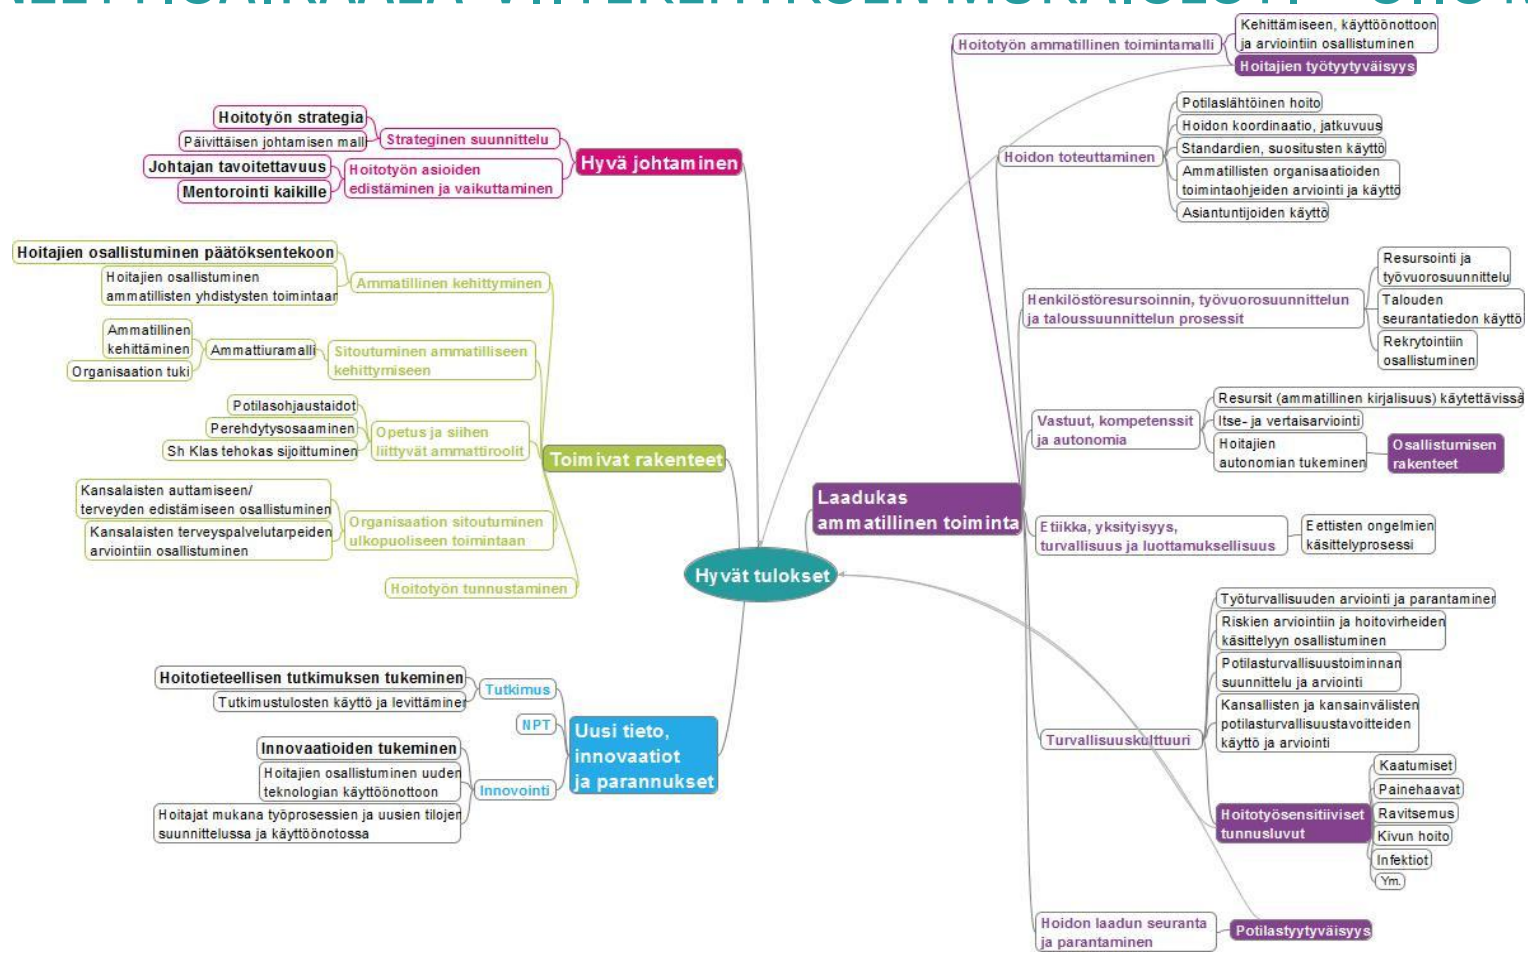 Hyvät tulokset
Hyvä johtaminen
Strateginen suunnittelu
Hoitotyön strategia
Päivittäisen johtamisen malli
Hoitotyön asioiden
edistäminen ja vaikuttaminen
Johtajan tavoitettavuus
Mentorointi kaikille
Toimivat rakenteet
Ammatillinen kehittyminen
Hoitajien osallistuminen päätöksentekoon
Hoitajien osallistuminen
ammatillisten yhdistysten toimintaan
Sitoutuminen ammatilliseen
kehittymiseen
Ammattiuramalli
Ammatillinen
kehittäminen
Organisaation tuki
Opetus ja siihen
liittyvät ammattiroolit
Potilasohjaustaidot
Perehdytysosaaminen
Sh Klas tehokas sijoittuminen
Organisaation sitoutuminen
ulkopuoliseen toimintaan
Kansalaisten auttamiseen/
terveyden edistämiseen osallistuminen
Kansalaisten terveyspalvelutarpeiden
arviointiin osallistuminen
Hoitotyön tunnustaminen
Uusi tieto,
innovaatiot
ja parannukset
Tutkimus
Hoitotieteellisen tutkimuksen tukeminen
Tutkimustulosten käyttö ja levittäminen
NPT
Innovointi
Innovaatioiden tukeminen
Hoitajien osallistuminen uuden
teknologian käyttöönottoon
Hoitajat mukana työprosessien ja uusien tilojen
suunnittelussa ja käyttöönotossa
Laadukas
ammatillinen toiminta
Hoitotyön ammatillinen toimintamalli
Kehittämiseen, käyttöönottoon
ja arviointiin osallistuminen
Hoitajien työtyytyväisyys
Hoidon toteuttaminen
Potilaslähtöinen hoito
Hoidon koordinaatio, jatkuvuus
Standardien, suositusten käyttö
Ammatillisten organisaatioiden
toimintaohjeiden arviointi ja käyttö
Asiantuntijoiden käyttö
Henkilöstöresursoinnin, työvuorosuunnittelun
ja taloussuunnittelun prosessit
Resursointi ja
työvuorosuunnittelu
Talouden
seurantatiedon käyttö
Rekrytointiin
osallistuminen
Vastuut, kompetenssit
ja autonomia
Resursit (ammatillinen kirjalisuus) käytettävissä
Itse- ja vertaisarviointi
Hoitajien
autonomian tukeminen
Osallistumisen
rakenteet
Etiikka, yksityisyys,
turvallisuus ja luottamuksellisuus
Eettisten ongelmien
käsittelyprosessi
Turvallisuuskulttuuri
Työturvallisuuden arviointi ja parantaminen
Riskien arviointiin ja hoitovirheiden
käsittelyyn osallistuminen
Potilasturvallisuustoiminnan
suunnittelu ja arviointi
Kansallisten ja kansainvälisten
potilasturvallisuustavoitteiden
käyttö ja arviointi
Hoitotyösensitiiviset
tunnusluvut
Kaatumiset
Painehaavat
Ravitsemus
Kivun hoito
Infektiot
Ym.
Hoidon laadun seuranta
ja parantaminen
Potilastyytyväisyys